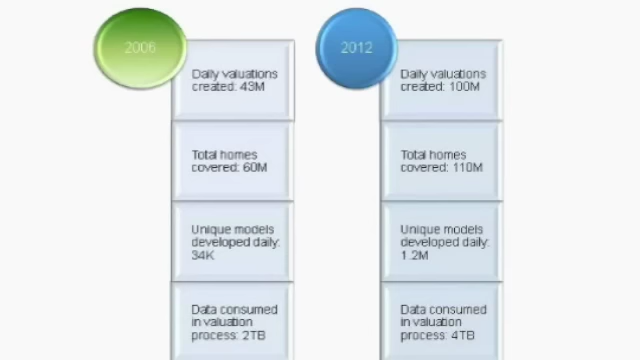 2006
Daily valuations
created: 43M
Total homes
covered: 60M
Unique models
developed daily:
34K
Data consumed
in valuation
process: 2TB
2012
Daily valuations
created: 100M
Total homes
covered: 110M
Unique models
developed daily:
1.2M
Data consumed
in valuation
process: 4TB